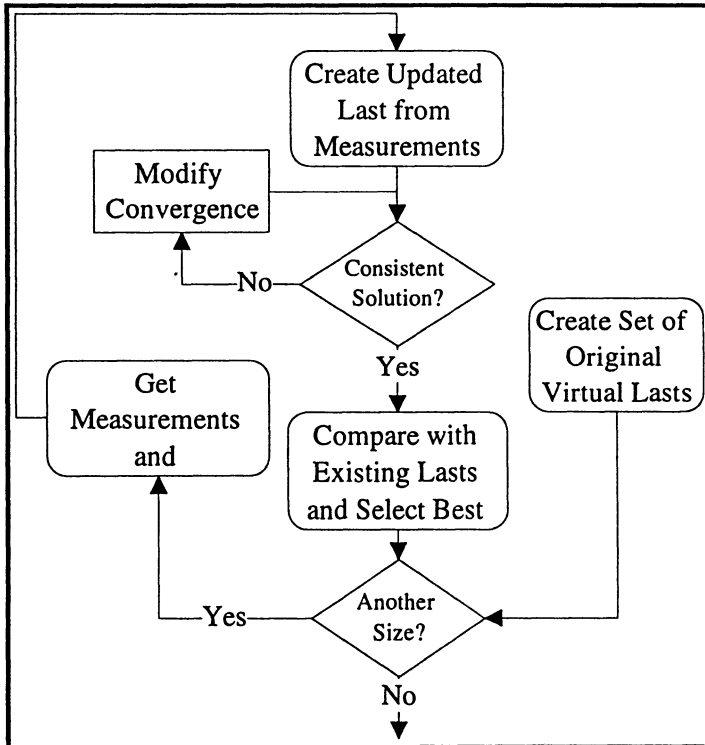 Create Updated
Last from
Measurements
Modify
Convergence
Consistent
Solution?
No
Yes
Create Set of
Original
Virtual Lasts
Get
Measurements
and
Compare with
Existing Lasts
and Select Best
Another
Size?
Yes
No